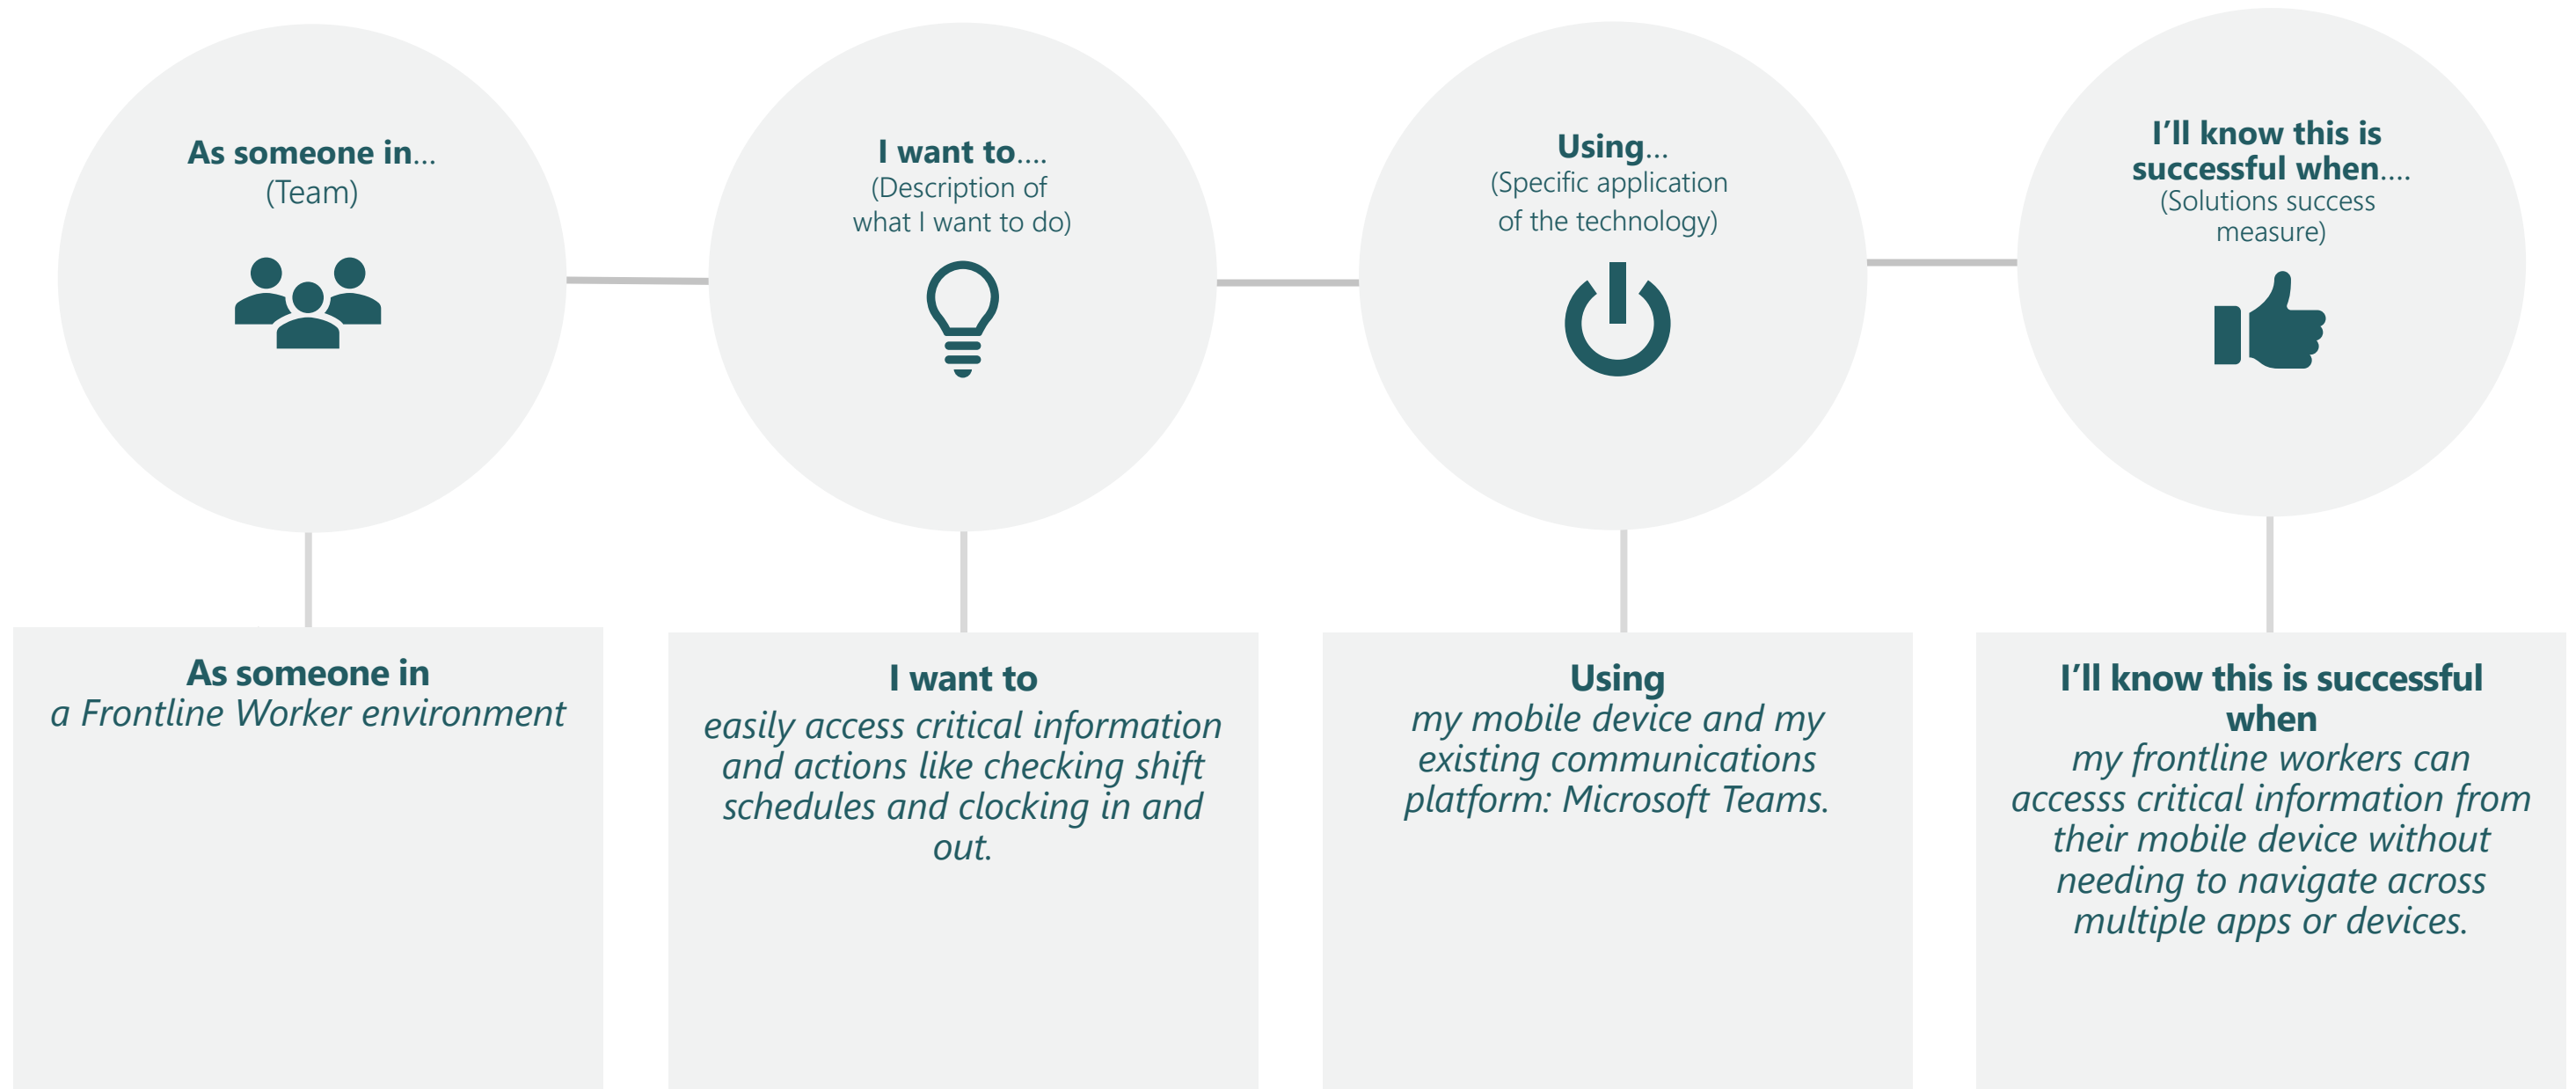 As someone in...
(Team)
I want to....
(Description of
what I want to do)
Using...
(Specific application
of the technology)
I’ll know this is
successful when....
(Solutions success
measure)
As someone in
a Frontline Worker environment
I want to
easily access critical information
and actions like checking shift
schedules and clocking in and
out.
Using
my mobile device and my
existing communications
platform: Microsoft Teams.
I’ll know this is successful
when
my frontline workers can
accesss critical information from
their mobile device without
needing to navigate across
multiple apps or devices.